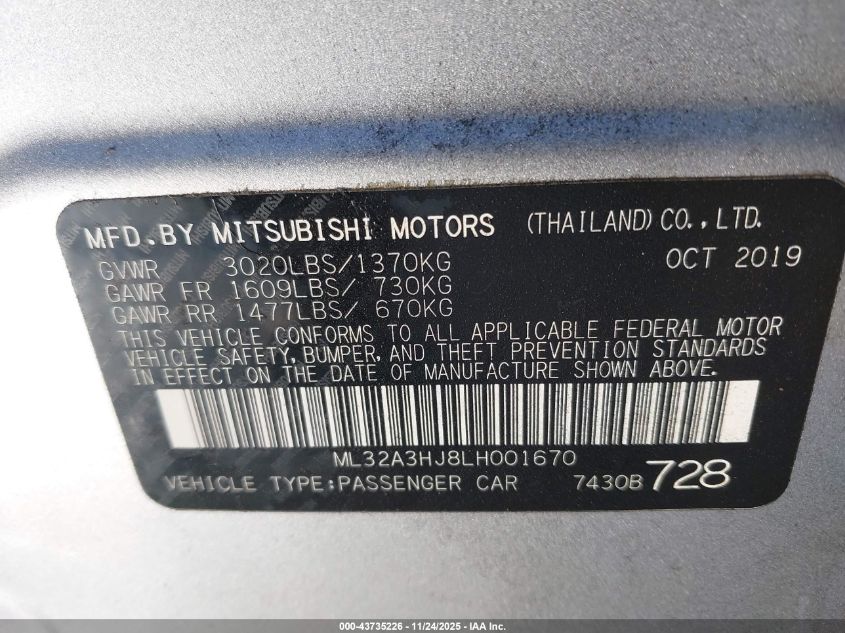 MFD.BY MITSUBISHI MOTORS (THAILAND) CO.,LTD.
GVWR 3020LBS/1370KG OCT 2019
GAWR FR 1609LBS/ 730KG
GAWR RR 1477LBS/ 670KG
THIS VEHICLE CONFORMS TO ALL APPLICABLE FEDERAL MOTOR
VEHICLE SAFETY, BUMPER, AND THEFT PREVENTION STANDARDS
IN EFFECT ON THE DATE OF MANUFACTURE SHOWN ABOVE.
ML32A3HJ8LH001670
VEHICLE TYPE:PASSENGER CAR 7430B 728
000-43735226 - 11/24/2025 - IAA Inc.